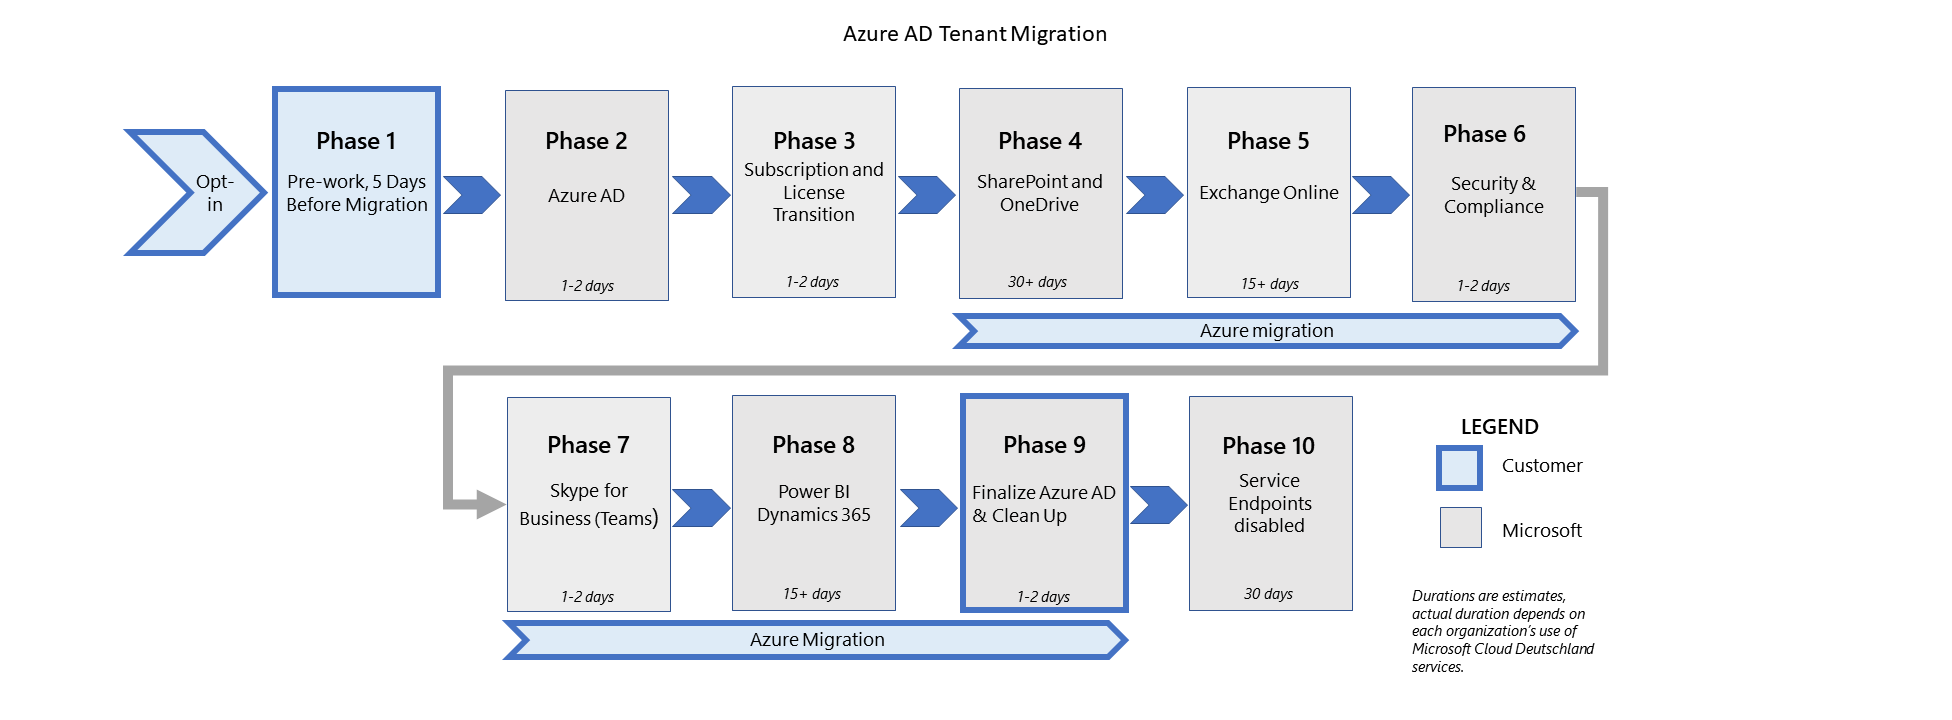 Azure AD Tenant Migration
Opt-
in
Phase 1
Pre-work, 5 Days
Before Migration
Phase 2
Azure AD
1-2 days
Phase 3
Subscription and
License
Transition
1-2 days
Phase 4
SharePoint and
OneDrive
30+ days
Phase 5
Exchange Online
15+ days
Phase 6
Security &
Compliance
1-2 days
Azure migration
Phase 7
Skype for
Business (Teams)
1-2 days
Phase 8
Power BI
Dynamics 365
15+ days
Phase 9
Finalize Azure AD
& Clean Up
1-2 days
Phase 10
Service
Endpoints
disabled
30 days
Azure Migration
LEGEND
Customer
Microsoft
Durations are estimates,
actual duration depends on
each organization's use of
Microsoft Cloud Deutschland
services.